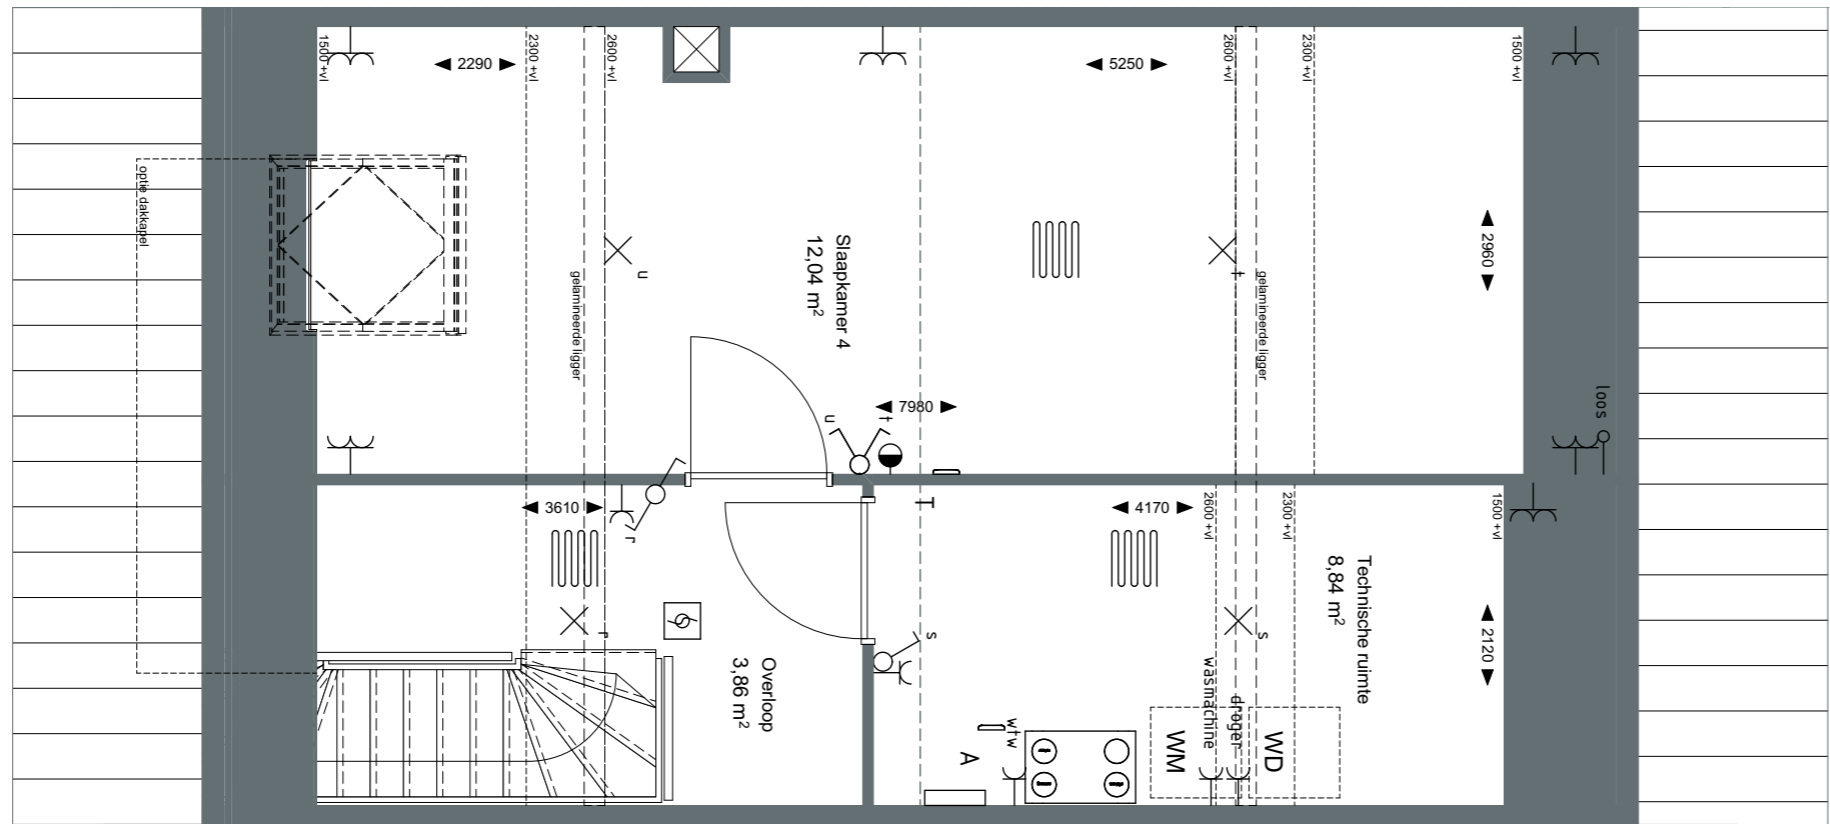 1500 +vl
2290
2300 +vl
2600 +vl
5250
2600 +vl
2300 +vl
1500 +vl
optie dakkapel
gelamineerde ligger
u
Slaapkamer 4
12,04 m²
t
gelamineerde ligger
2960
7980
u
t
loos
3610
r
T
4170
2600 +vl
2300 +vl
1500 +vl
r
Overloop
3,86 m²
s
s
Technische ruimte
8,84 m²
2120
wtw
A
wasmachine
droger
WM
WD